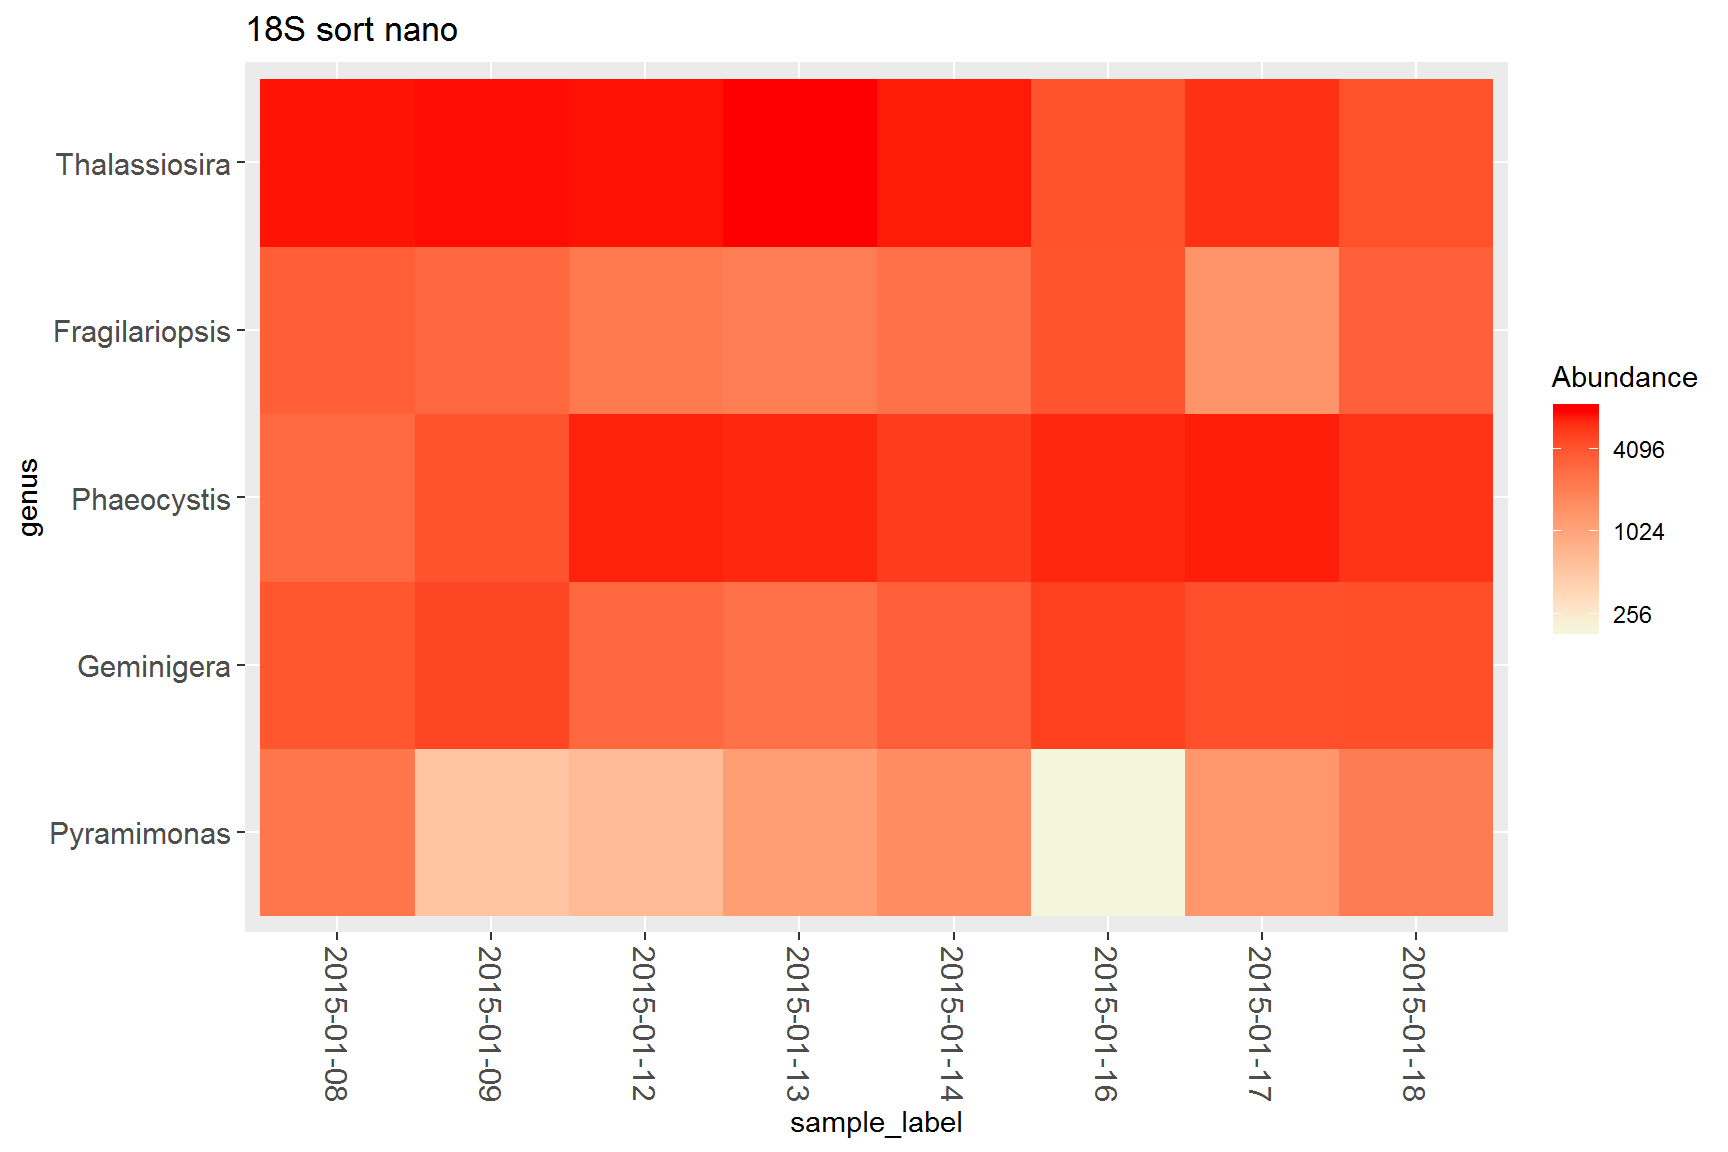 18S sort nano
Thalassiosira
Fragilariopsis
Phaeocystis
Geminigera
Pyramimonas
genus
2015-01-08
2015-01-09
2015-01-12
2015-01-13
2015-01-14
2015-01-16
2015-01-17
2015-01-18
sample_label
Abundance
4096
1024
256